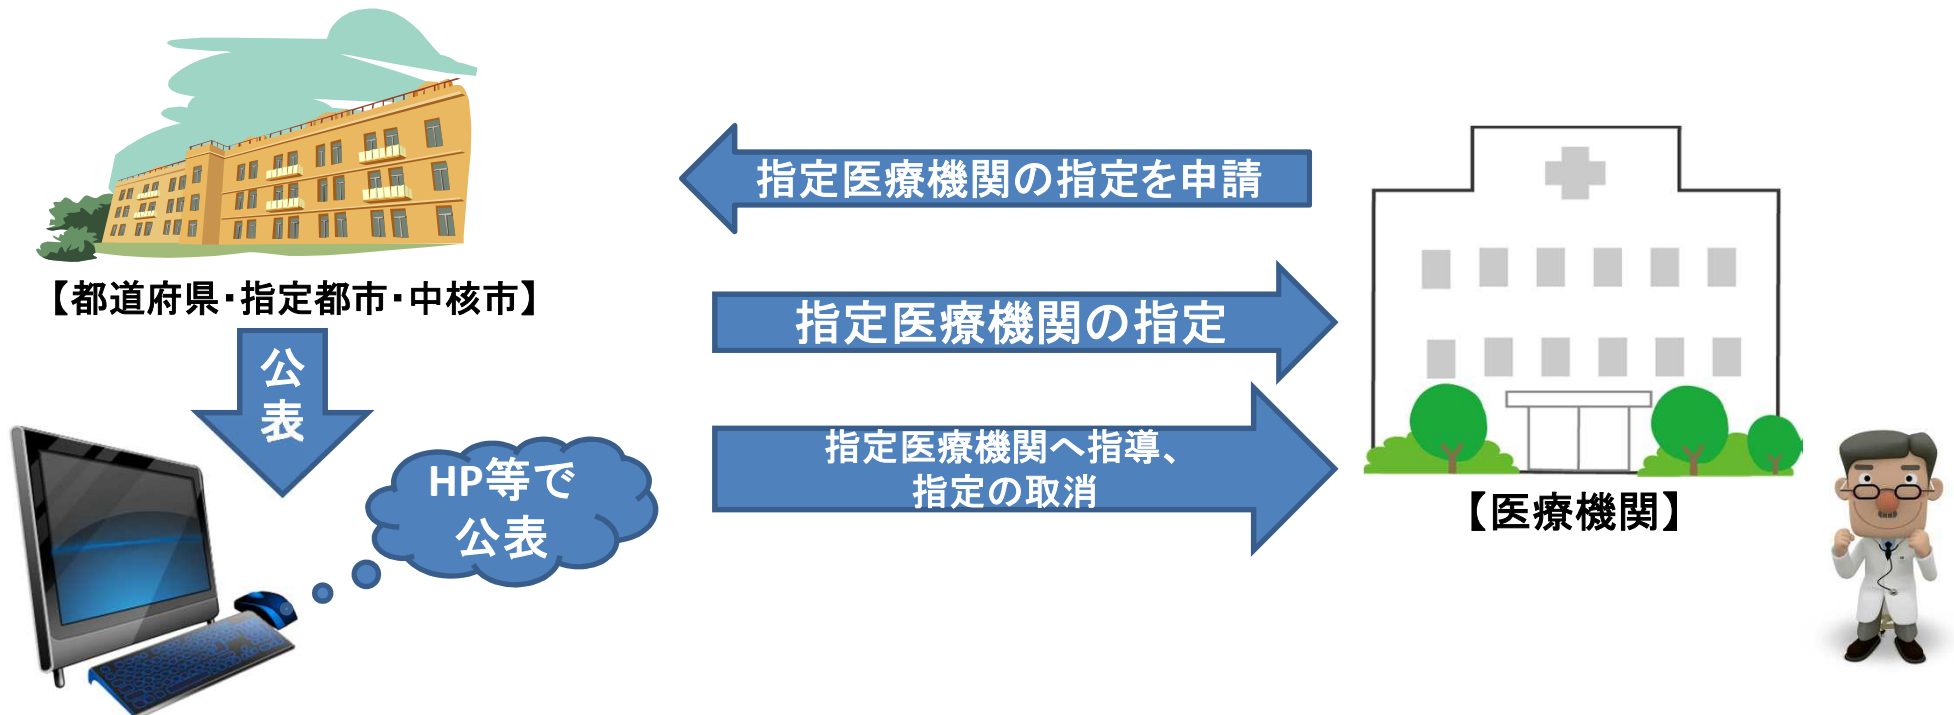 指定医療機関の指定を申請
【都道府県・指定都市・中核市】
指定医療機関の指定
公
表
指定医療機関へ指導、
指定の取消
HP等で
公表
【医療機関】